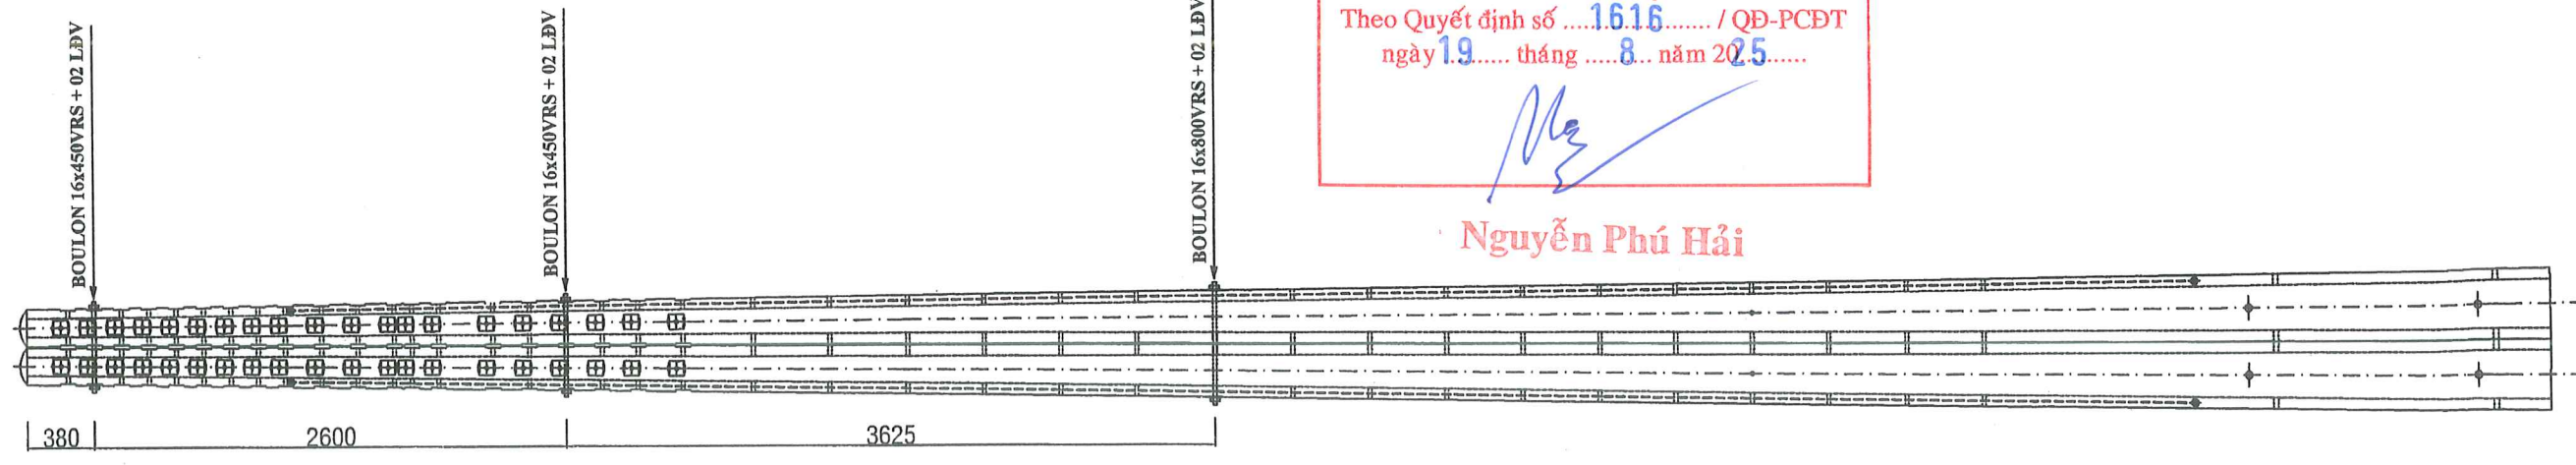 BOULON 16x450VRS + 02 LĐV
BOULON 16x450VRS + 02 LĐV
BOULON 16x800VRS + 02 LĐV
Theo Quyết định số ....1616....... / QĐ-PCĐT
ngày 19..... tháng .....8... năm 2025......
Nguyễn Phú Hải
380
2600
3625